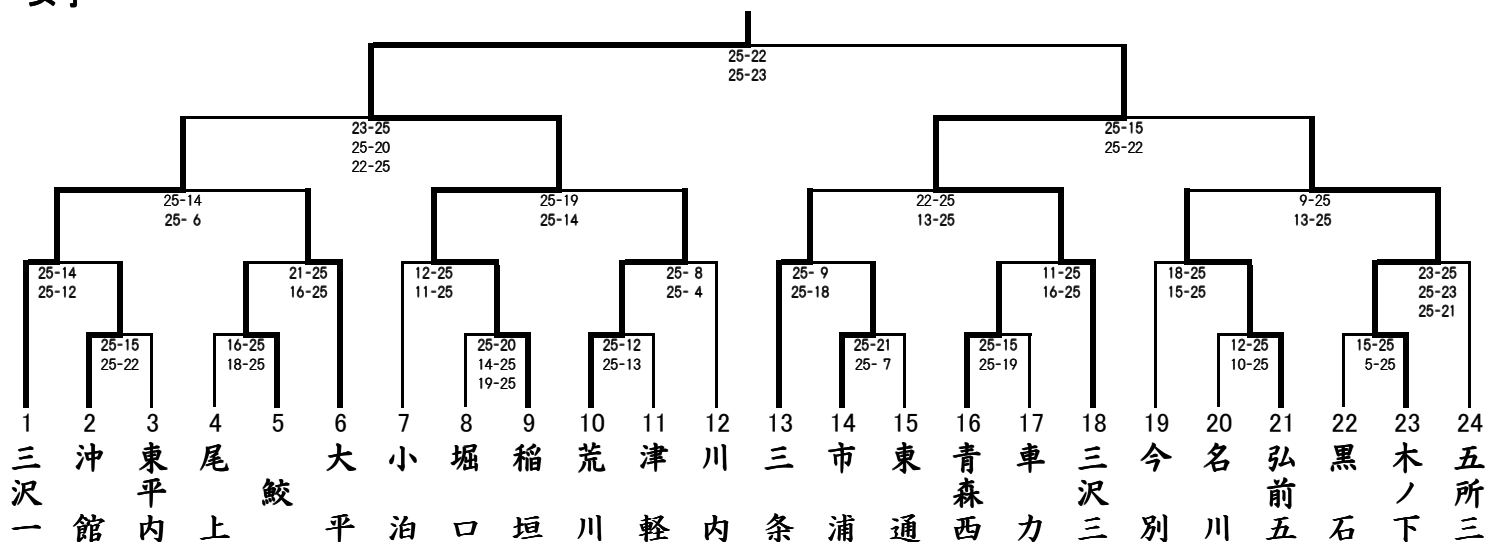 25-22
25-23
23-25
25-20
22-25
25-15
25-22
25-14
25- 6
25-19
25-14
22-25
13-25
9-25
13-25
25-14
25-12
21-25
16-25
12-25
11-25
25- 8
25- 4
25- 9
25-18
11-25
16-25
18-25
15-25
23-25
25-23
25-21
25-15
25-22
16-25
18-25
25-20
14-25
19-25
25-12
25-13
25-21
25- 7
25-15
25-19
12-25
10-25
15-25
5-25
1 2 3 4 5 6 7 8 9 10 11 12 13 14 15 16 17 18 19 20 21 22 23 24
三沢一
沖館
東平内
尾上
鮫
大平
小泊
堀口
稲垣
荒川
津軽
川内
三条
市浦
東通
青森西
車力
三沢三
今別
名川
弘前五
黒石
木ノ下
五所三